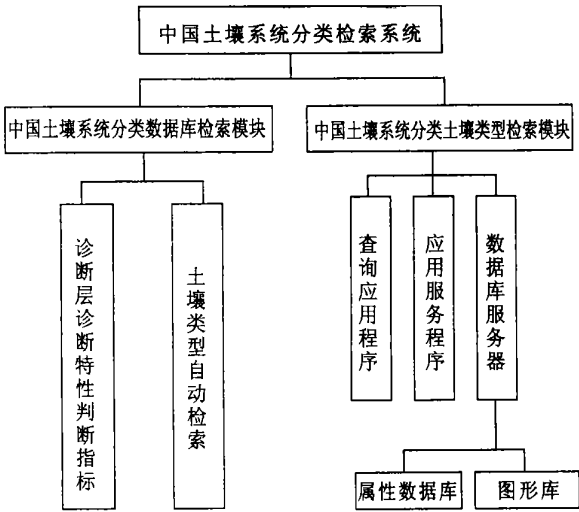 中国土壤系统分类检索系统
中国土壤系统分类数据库检索模块
中国土壤系统分类土壤类型检索模块
诊断层诊断特性判断指标
土壤类型自动检索
查询应用程序
应用服务程序
数据库服务器
属性数据库
图形库